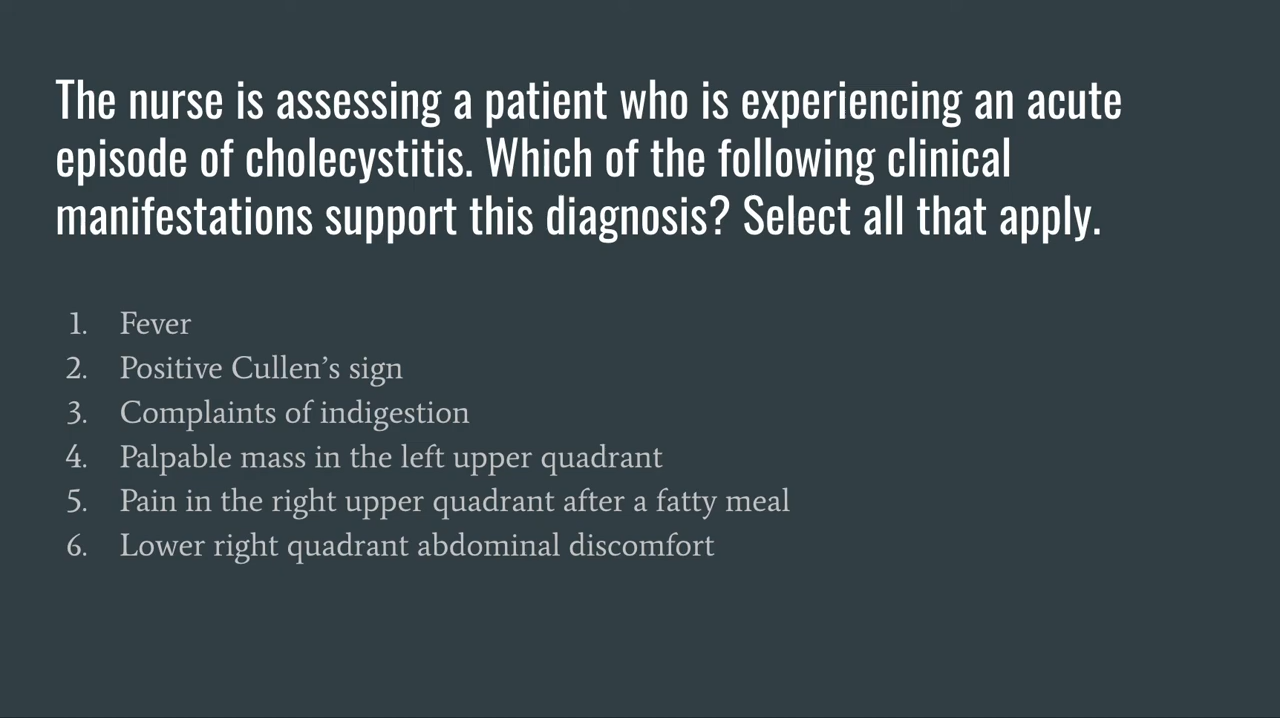 The nurse is assessing a patient who is experiencing an acute
episode of cholecystitis. Which of the following clinical
manifestations support this diagnosis? Select all that apply.
1. Fever
2. Positive Cullen’s sign
3. Complaints of indigestion
4. Palpable mass in the left upper quadrant
5. Pain in the right upper quadrant after a fatty meal
6. Lower right quadrant abdominal discomfort